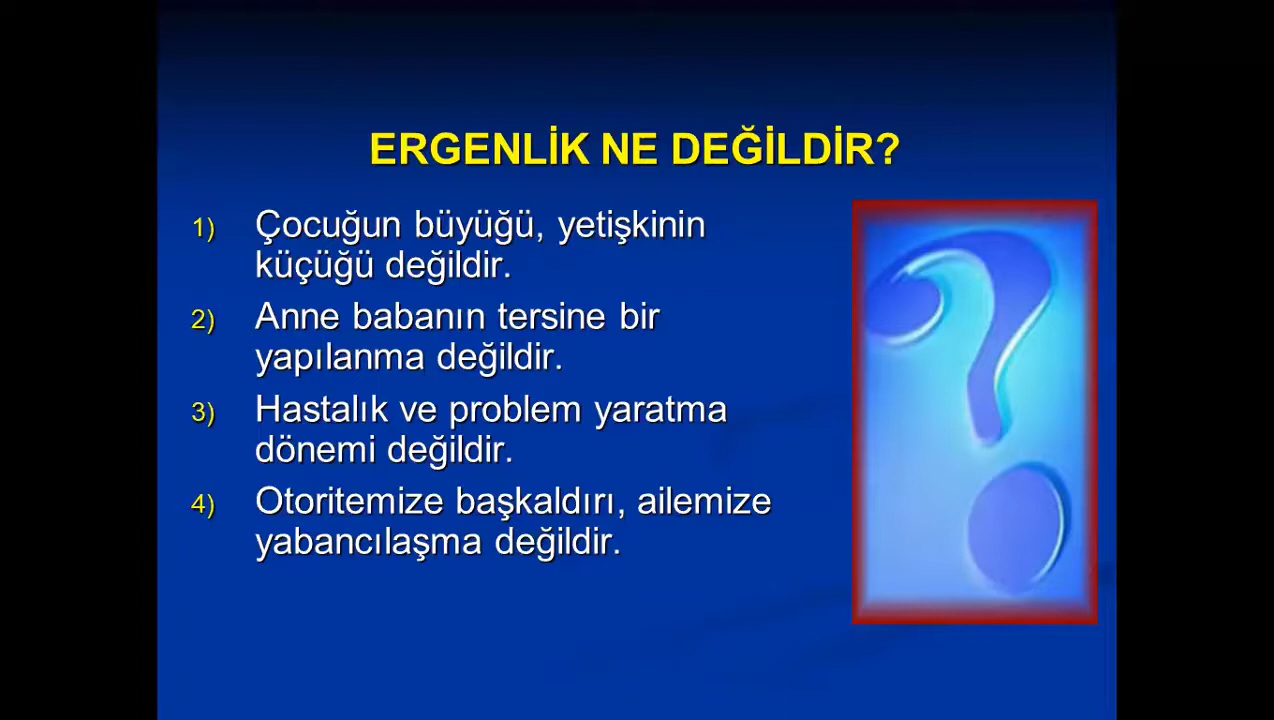 ERGENLİK NE DEĞİLDİR?
1) Çocuğun büyüğü, yetişkinin
küçüğü değildir.
2) Anne babanın tersine bir
yapılanma değildir.
3) Hastalık ve problem yaratma
dönemi değildir.
4) Otoritemize başkaldırı, ailemize
yabancılaşma değildir.